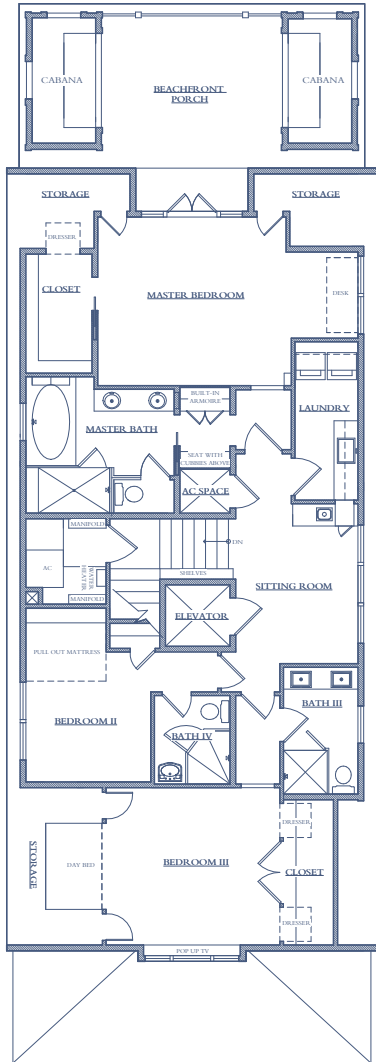 CABANA
CABANA
BEACHFRONT
PORCH
STORAGE
STORAGE
DRESSER
CLOSET
MASTER BEDROOM
DESK
BUILT-IN
ARMOIRE
LAUNDRY
MASTER BATH
SEAT WITH
CUBBIES ABOVE
AC SPACE
MANIFOLD
DN
AC
WATER
HEATER
SHELVES
SITTING ROOM
MANIFOLD
ELEVATOR
PULL OUT MATTRESS
BATH III
BEDROOM II
BATH IV
DRESSER
STORAGE
DAY BED
BEDROOM III
CLOSET
DRESSER
POP UP TV